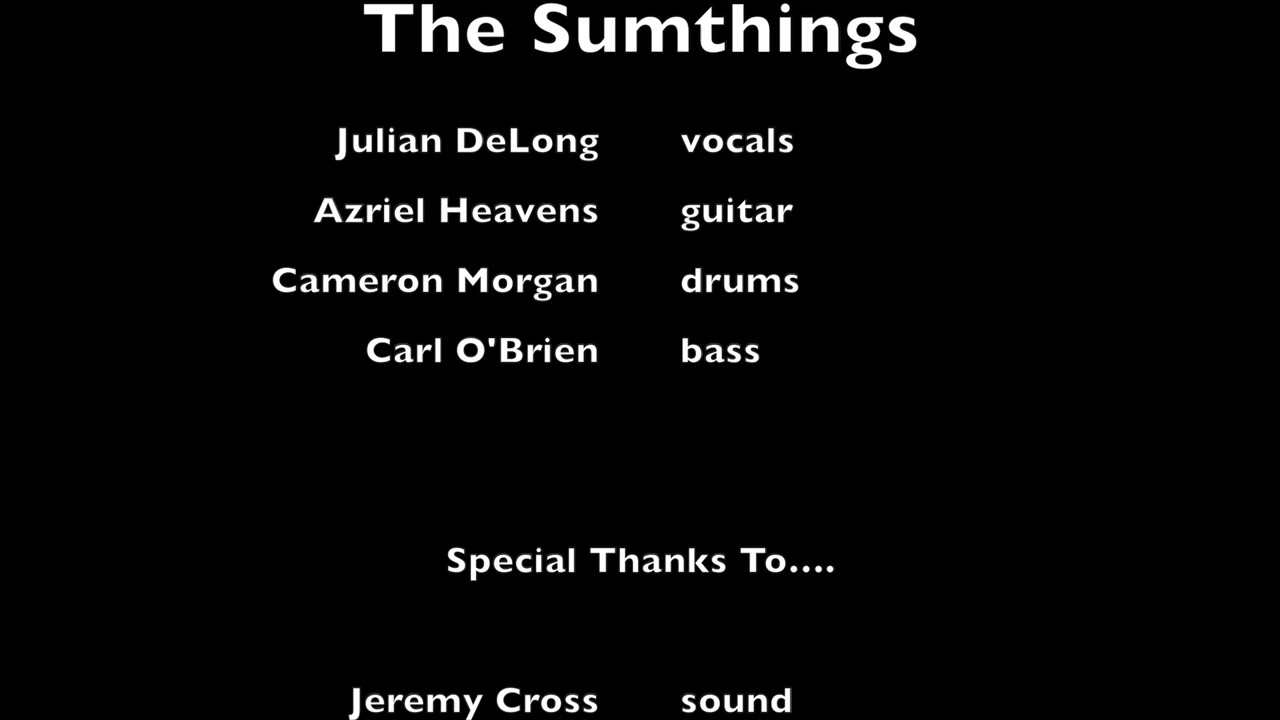 The Sumthings
Julian DeLong vocals
Azriel Heavens guitar
Cameron Morgan drums
Carl O'Brien bass
Special Thanks To....
Jeremy Cross sound